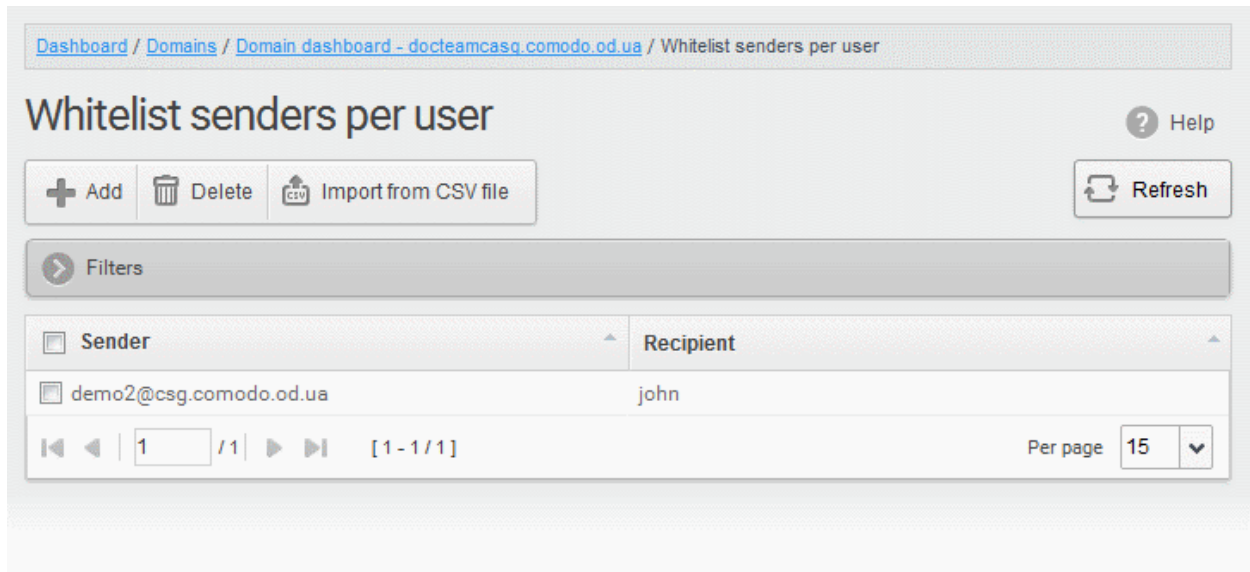 Dashboard / Domains / Domain dashboard - docteamcasg.comodo.od.ua / Whitelist senders per user
Whitelist senders per user
? Help
Add Delete CSV Import from CSV file Refresh
Filters
Sender Recipient
demo2@csg.comodo.od.ua john
1 / 1 [ 1 - 1 / 1 ] Per page 15